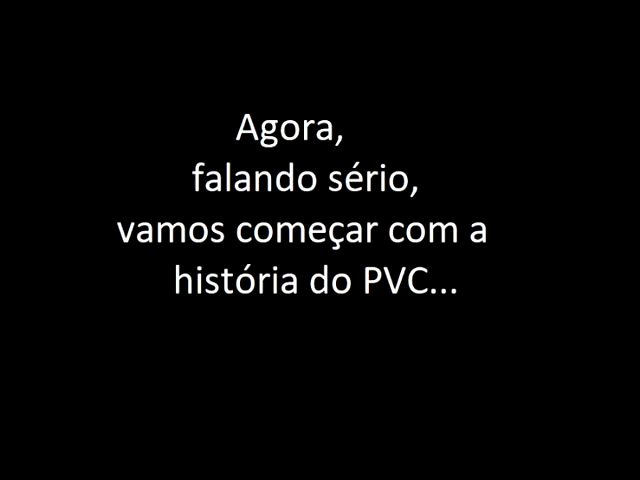 Agora,
falando sério,
vamos começar com a
história do PVC...